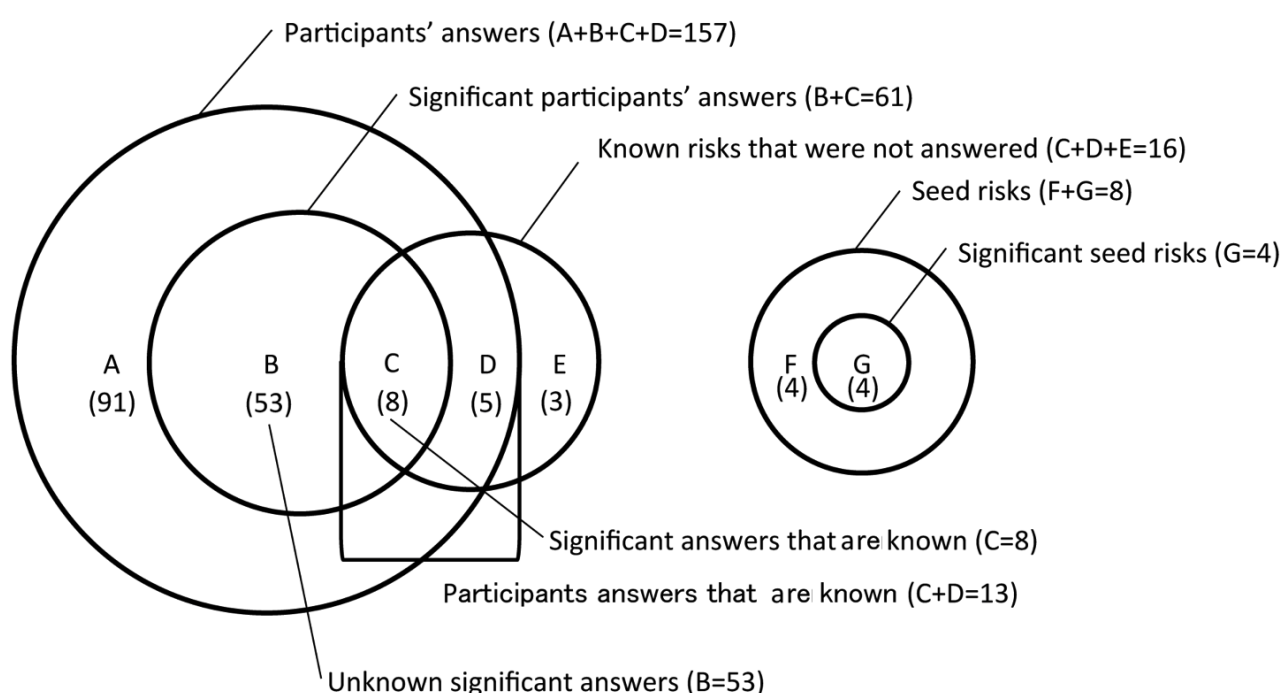 Participants’ answers (A+B+C+D=157)
Significant participants’ answers (B+C=61)
Known risks that were not answered (C+D+E=16)
Seed risks (F+G=8)
Significant seed risks (G=4)
A
(91)
B
(53)
C
(8)
D
(5)
E
(3)
F
(4)
G
(4)
Significant answers that are known (C=8)
Participants answers that are known (C+D=13)
Unknown significant answers (B=53)